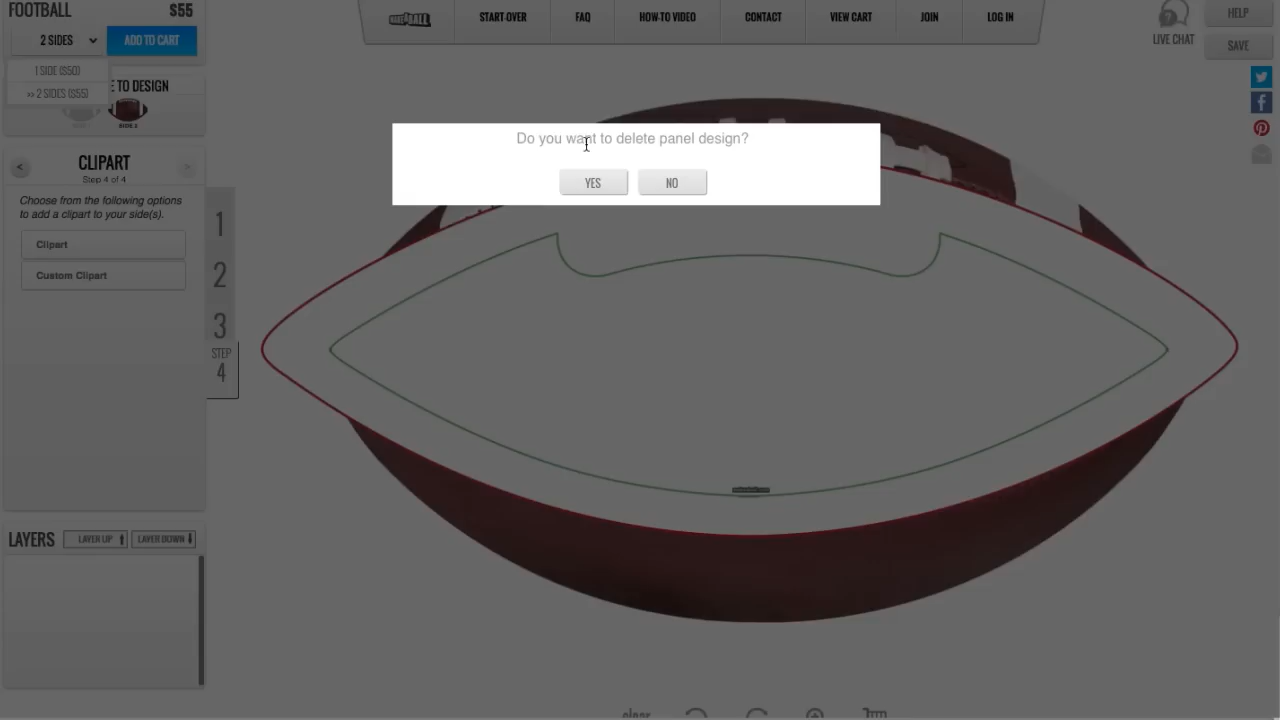 FOOTBALL $55
2 SIDES
ADD TO CART
1 SIDE ($50)
>> 2 SIDES ($55)
E TO DESIGN
SIDE 2
START OVER
FAQ
HOW-TO VIDEO
CONTACT
VIEW CART
JOIN
LOG IN
LIVE CHAT
HELP
SAVE
Do you want to delete panel design?
YES
NO
<
CLIPART
>
Step 4 of 4
Choose from the following options
to add a clipart to your side(s).
Clipart
Custom Clipart
1
2
3
STEP
4
LAYERS
LAYER UP
LAYER DOWN
clear